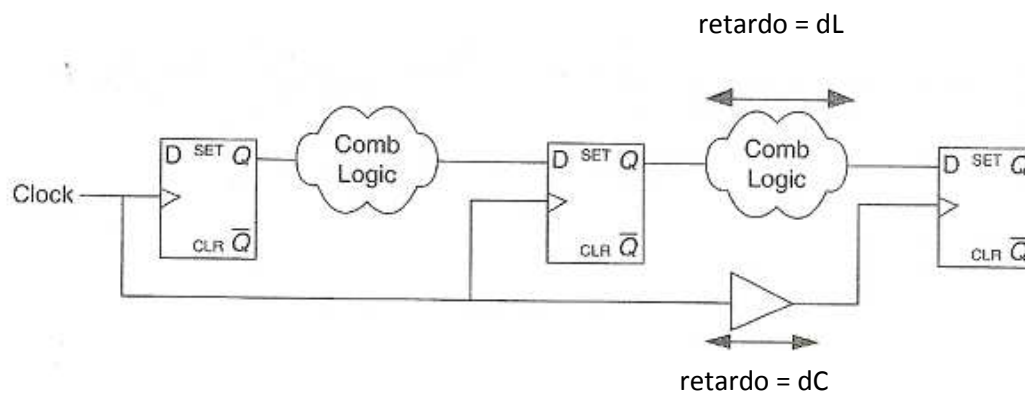 retardo = dL
D SET Q
Comb
Logic
D SET Q
Comb
Logic
D SET Q
Clock
CLR Q̅
CLR Q̅
CLR Q̅
retardo = dC